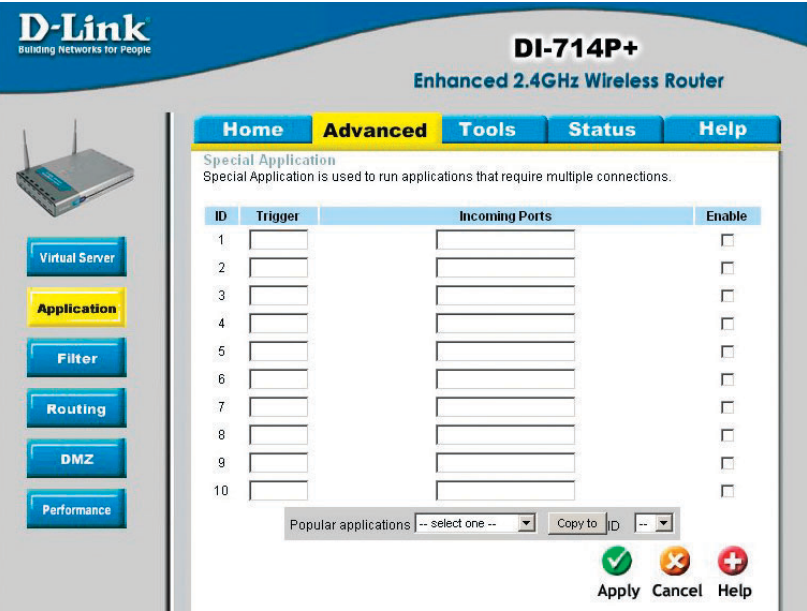 D-Link
Building Networks for People
DI-714P+
Enhanced 2.4GHz Wireless Router
Home Advanced Tools Status Help
Special Application
Special Application is used to run applications that require multiple connections.
ID Trigger Incoming Ports Enable
1
2
3
4
5
6
7
8
9
10
Popular applications -- select one -- Copy to ID --
Apply Cancel Help
Virtual Server
Application
Filter
Routing
DMZ
Performance